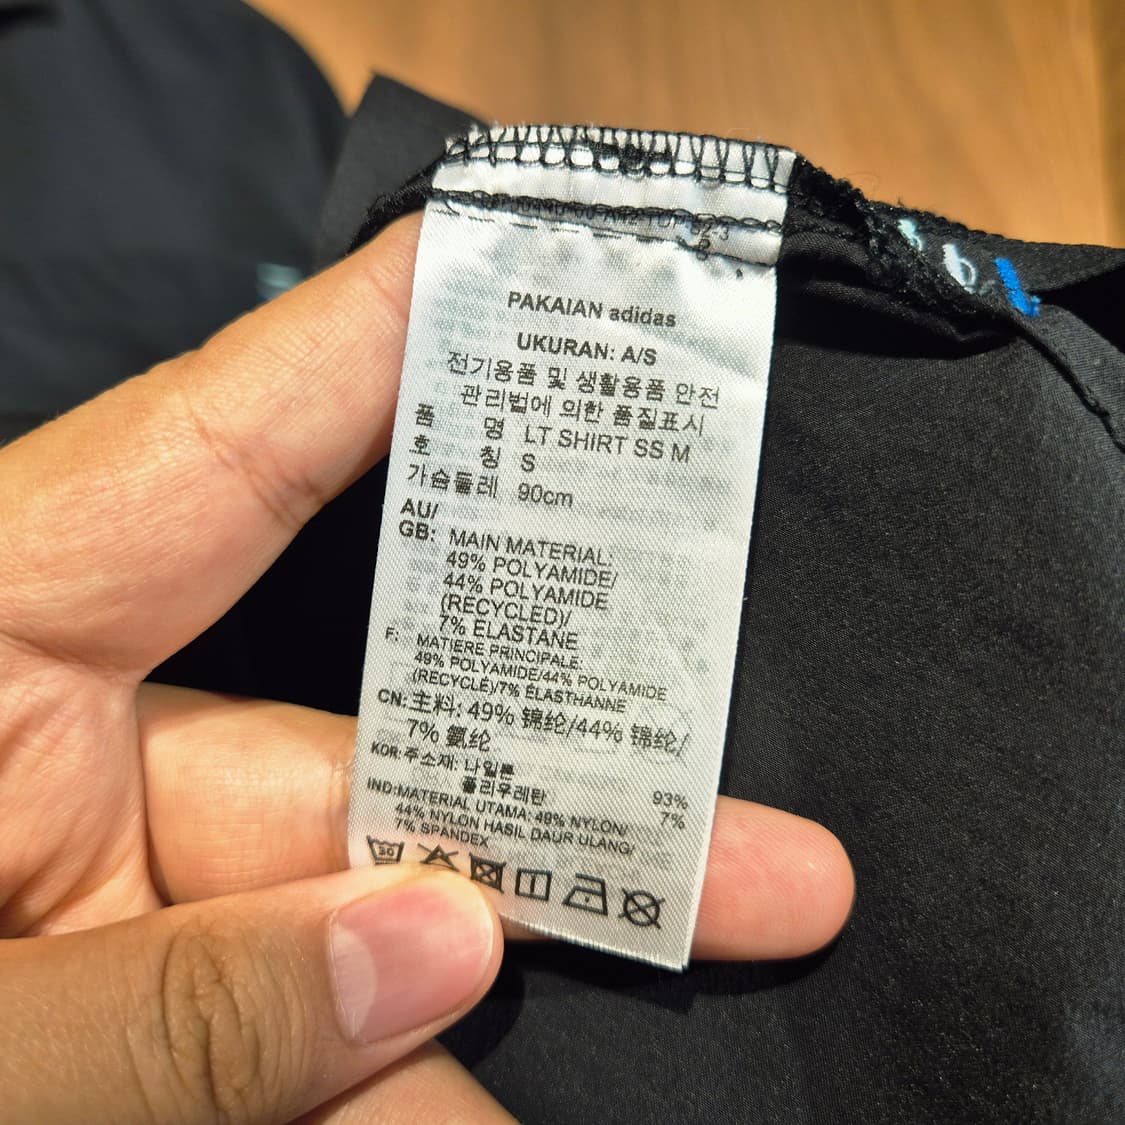 PAKAIAN adidas
UKURAN: A/S
전기용품 및 생활용품 안전
관리법에 의한 품질표시
품 명 LT SHIRT SS M
호 칭 S
가슴둘레 90cm
AU/
GB: MAIN MATERIAL:
49% POLYAMIDE/
44% POLYAMIDE
(RECYCLED)/
7% ELASTANE
F: MATIERE PRINCIPALE:
49% POLYAMIDE/44% POLYAMIDE
(RECYCLE)/7% ÉLASTHANNE
CN: 主料: 49% 锦纶/44% 锦纶/
7% 氨纶
KOR: 주소재: 나일론 93%
폴리우레탄 7%
IND: MATERIAL UTAMA: 49% NYLON/
44% NYLON HASIL DAUR ULANG/
7% SPANDEX
30